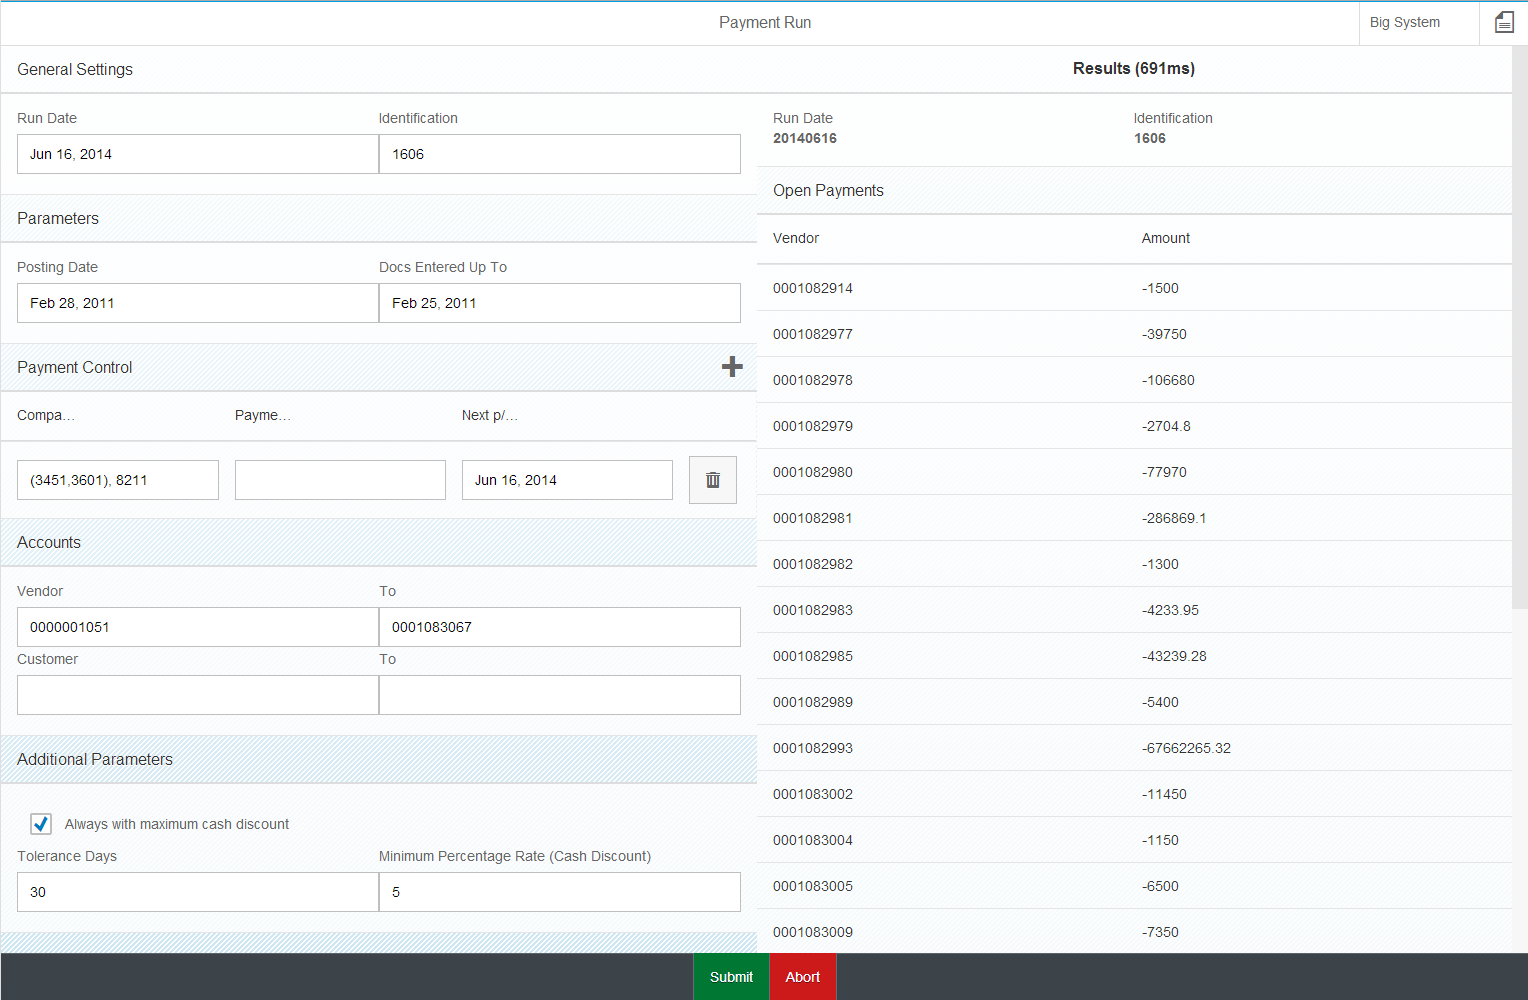 Payment Run
Big System
General Settings
Run Date Identification
Jun 16, 2014 1606
Parameters
Posting Date Docs Entered Up To
Feb 28, 2011 Feb 25, 2011
Payment Control
Compa... Payme... Next p/...
(3451,3601), 8211 Jun 16, 2014
Accounts
Vendor To
0000001051 0001083067
Customer To
Additional Parameters
Always with maximum cash discount
Tolerance Days Minimum Percentage Rate (Cash Discount)
30 5
Results (691ms)
Run Date Identification
20140616 1606
Open Payments
Vendor Amount
0001082914 -1500
0001082977 -39750
0001082978 -106680
0001082979 -2704.8
0001082980 -77970
0001082981 -286869.1
0001082982 -1300
0001082983 -4233.95
0001082985 -43239.28
0001082989 -5400
0001082993 -67662265.32
0001083002 -11450
0001083004 -1150
0001083005 -6500
0001083009 -7350
Submit Abort